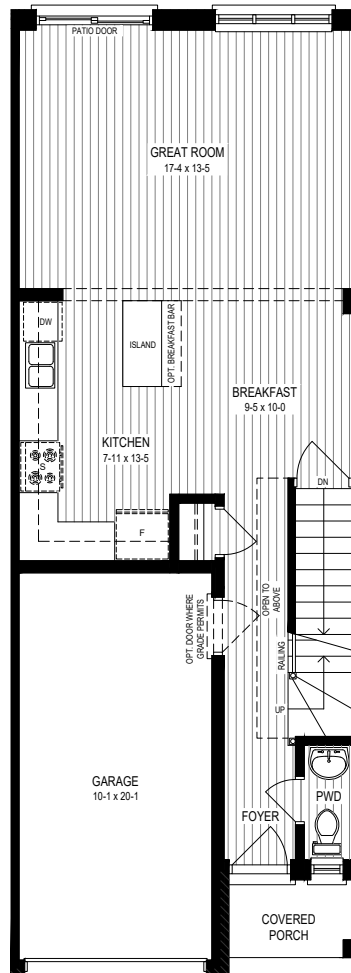 PATIO DOOR
GREAT ROOM
17-4 x 13-5
DW
ISLAND
OPT. BREAKFAST BAR
BREAKFAST
9-5 x 10-0
KITCHEN
7-11 x 13-5
S
DN
F
OPEN TO
ABOVE
OPT. DOOR WHERE
GRADE PERMITS
RAILING
UP
GARAGE
10-1 x 20-1
PWD
FOYER
COVERED
PORCH